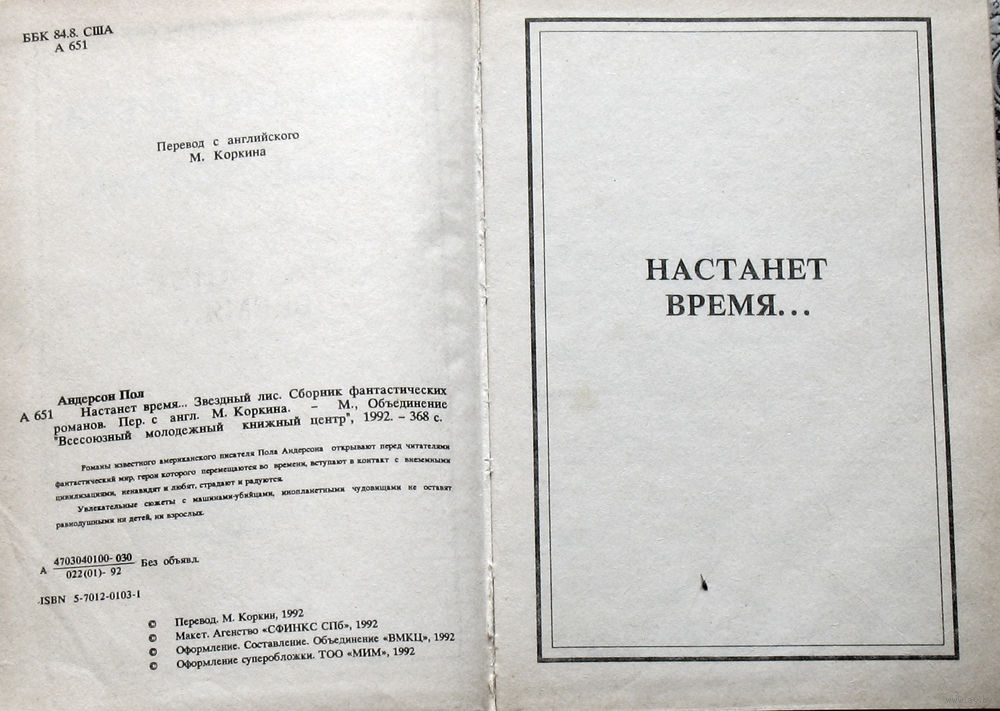 ББК 84.8. США
А 651
Перевод с английского
М. Коркина
Андерсон Пол
А 651 Настанет время... Звездный лис. Сборник фантастических
романов. Пер. с англ. М. Коркина. – М., Объединение
"Всесоюзный молодежный книжный центр", 1992. – 368 с.
Романы известного американского писателя Пола Андерсона открывают перед читателями
фантастический мир, герои которого перемещаются во времени, вступают в контакт с внеземными
цивилизациями, ненавидят и любят, страдают и радуются.
Увлекательные сюжеты с машинами-убийцами, инопланетными чудовищами не оставят
равнодушными ни детей, ни взрослых.
А 4703040100-030 Без объявл.
022(01)-92
ISBN 5-7012-0103-1
© Перевод. М. Коркин, 1992
© Макет. Агенство «СФИНКС СПб», 1992
© Оформление. Составление. Объединение «ВМКЦ», 1992
© Оформление суперобложки. ТОО «МИМ», 1992
НАСТАНЕТ
ВРЕМЯ...